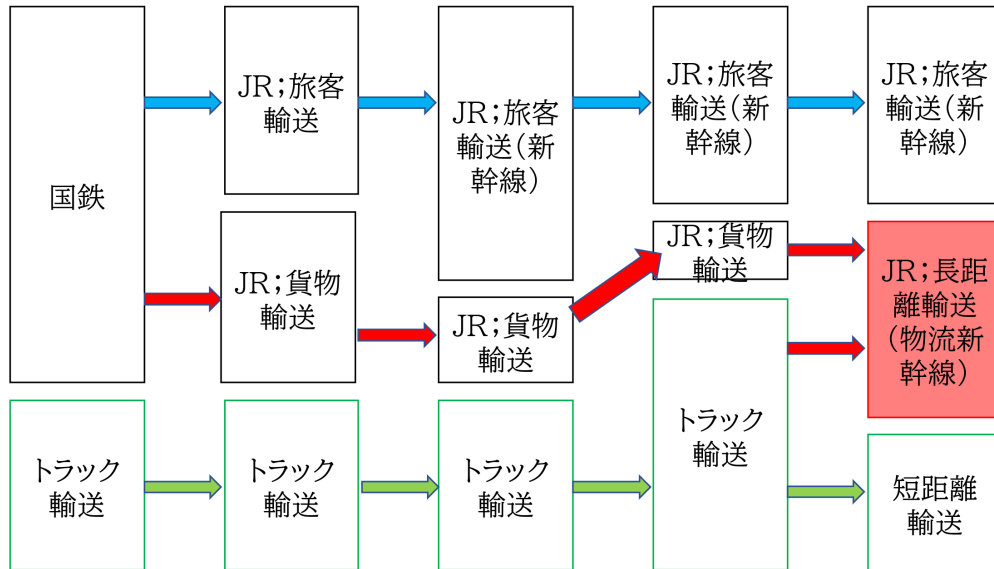 国鉄
トラック
輸送
JR;旅客
輸送
JR;貨物
輸送
トラック
輸送
JR;旅客
輸送(新
幹線)
JR;貨物
輸送
トラック
輸送
JR;旅客
輸送(新
幹線)
JR;貨物
輸送
トラック
輸送
JR;旅客
輸送(新
幹線)
JR;長距
離輸送
(物流新
幹線)
短距離
輸送